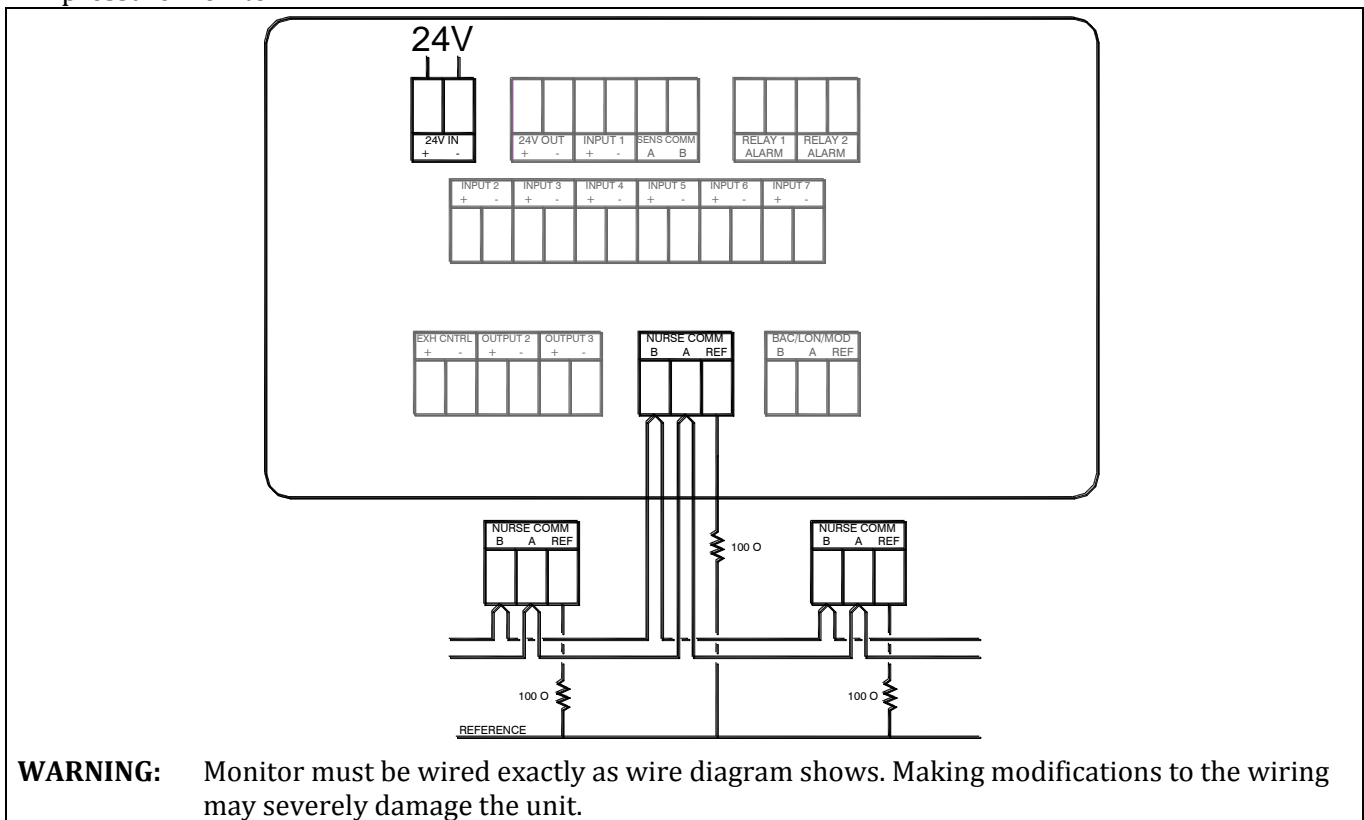 24V
24V IN
+ -
24V OUT INPUT 1 SENS COMM
+ - + - A B
RELAY 1 RELAY 2
ALARM ALARM
INPUT 2 INPUT 3 INPUT 4 INPUT 5 INPUT 6 INPUT 7
+ - + - + - + - + - + -
EXH CNTRL OUTPUT 2 OUTPUT 3
+ - + - + -
NURSE COMM
B A REF
BAC/LON/MOD
B A REF
NURSE COMM
B A REF
100 O
NURSE COMM
B A REF
100 O
100 O
REFERENCE
WARNING: Monitor must be wired exactly as wire diagram shows. Making modifications to the wiring
may severely damage the unit.